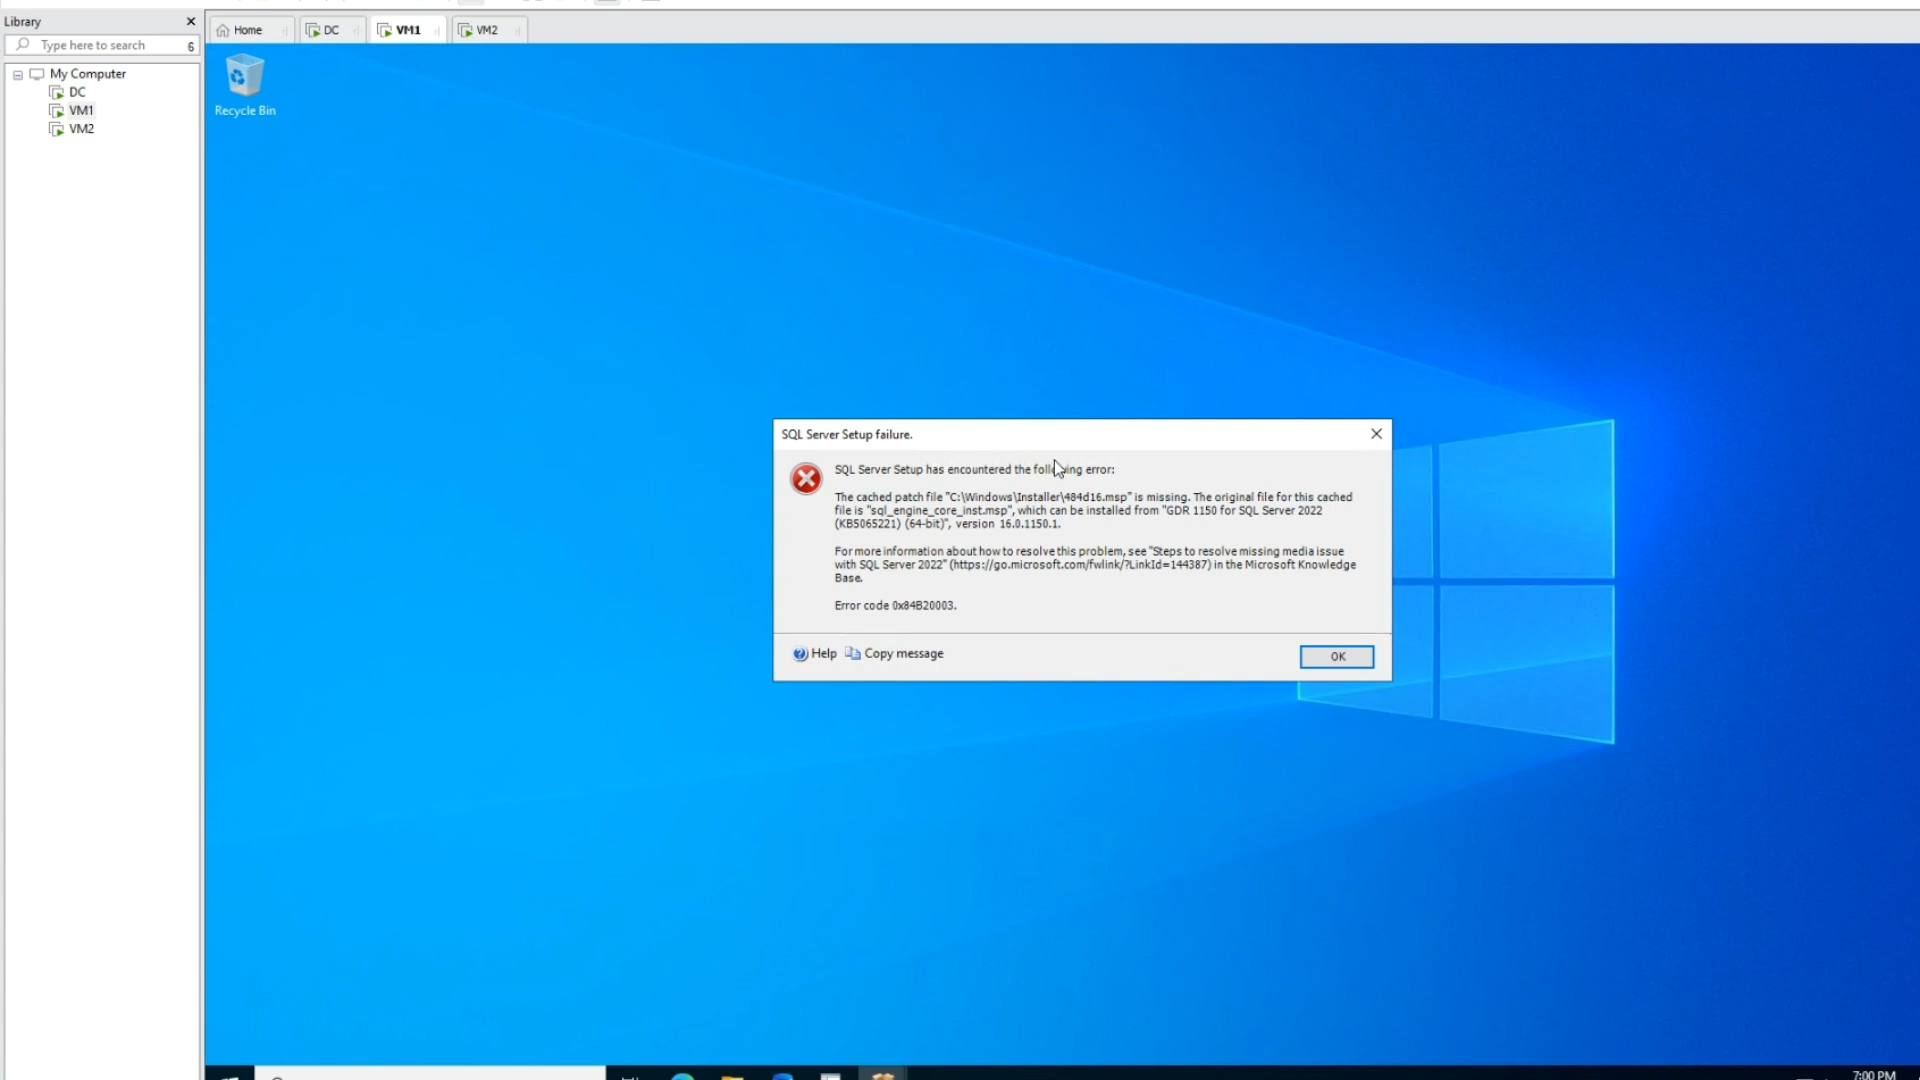 Library
Type here to search
My Computer
DC
VM1
VM2
Home
DC
VM1
VM2
Recycle Bin
SQL Server Setup failure.
SQL Server Setup has encountered the following error:
The cached patch file "C:\Windows\Installer\484d16.msp" is missing. The original file for this cached
file is "sql_engine_core_inst.msp", which can be installed from "GDR 1150 for SQL Server 2022
(KB5065221) (64-bit)", version 16.0.1150.1.
For more information about how to resolve this problem, see "Steps to resolve missing media issue
with SQL Server 2022" (https://go.microsoft.com/fwlink/?LinkId=144387) in the Microsoft Knowledge
Base.
Error code 0x84B20003.
Help
Copy message
OK
7:00 PM